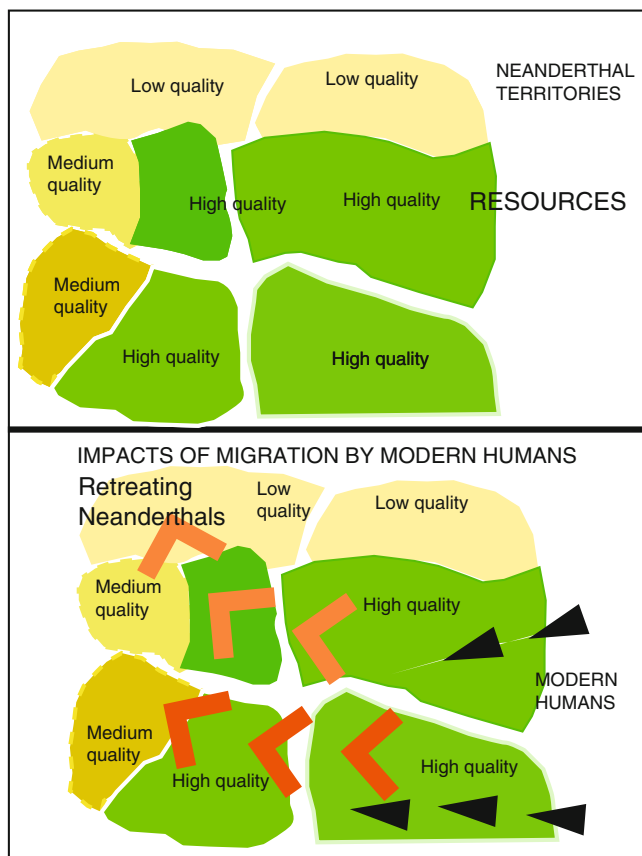 Low quality
Low quality
NEANDERTHAL
TERRITORIES
Medium
quality
High quality
High quality
RESOURCES
Medium
quality
High quality
High quality
IMPACTS OF MIGRATION BY MODERN HUMANS
Retreating
Neanderthals
Low
quality
Low quality
Medium
quality
High quality
MODERN
HUMANS
Medium
quality
High quality
High quality